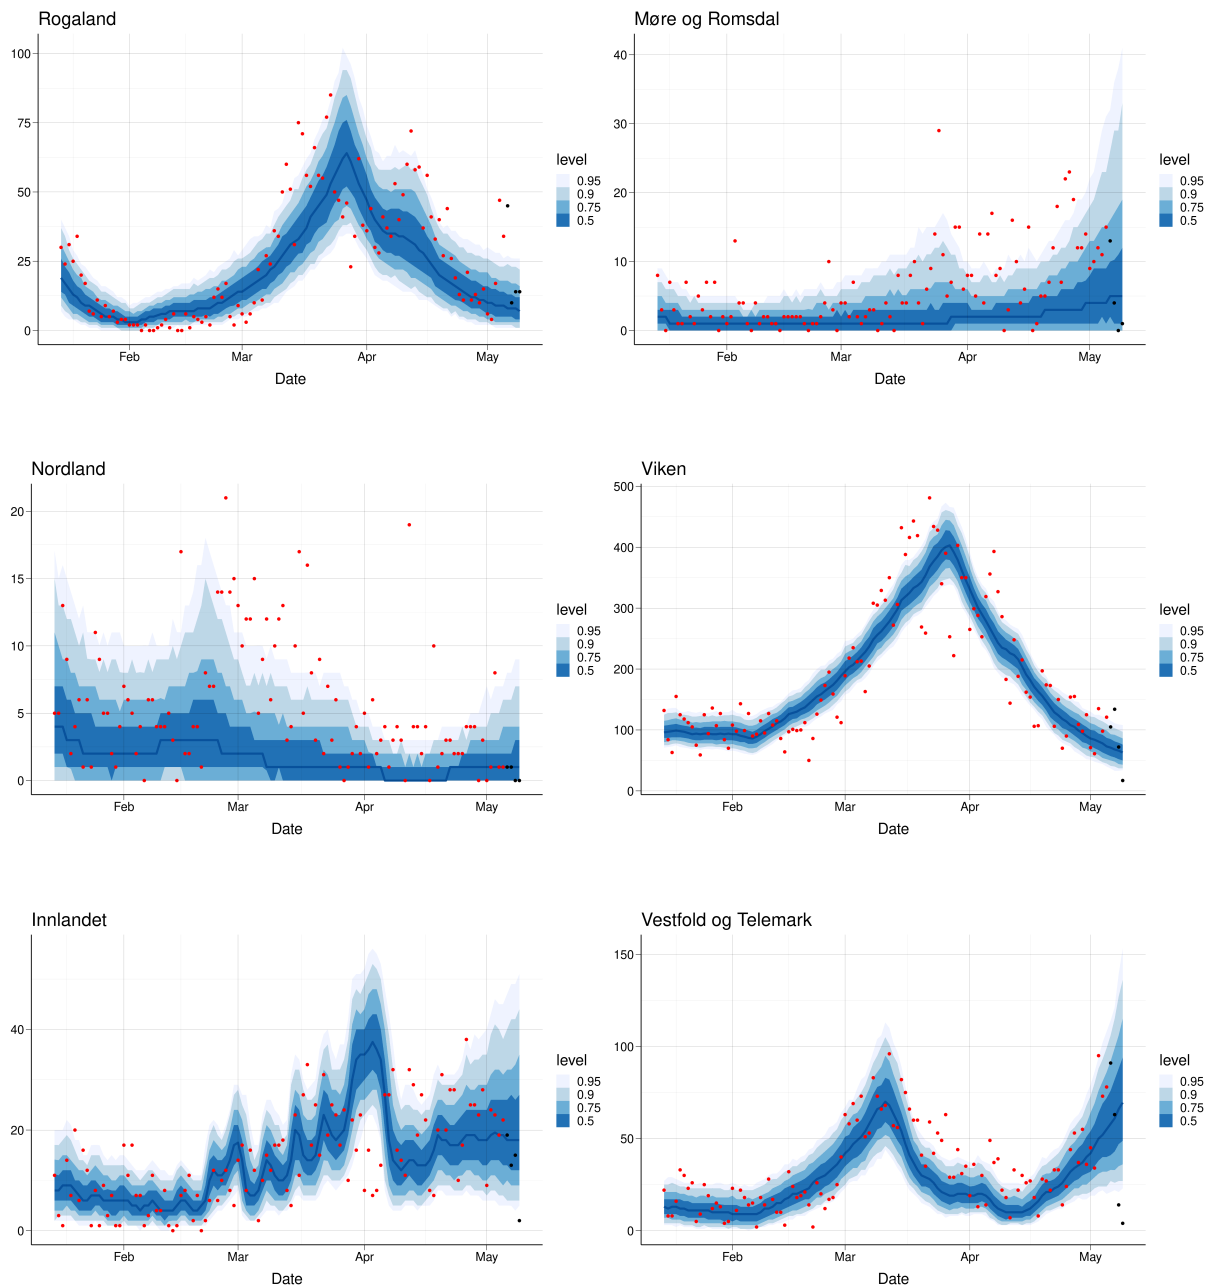 Rogaland
100
75
50
25
0
Feb Mar Apr May
Date
level
0.95
0.9
0.75
0.5
Møre og Romsdal
40
30
20
10
0
Feb Mar Apr May
Date
level
0.95
0.9
0.75
0.5
Nordland
20
15
10
5
0
Feb Mar Apr May
Date
level
0.95
0.9
0.75
0.5
Viken
500
400
300
200
100
0
Feb Mar Apr May
Date
level
0.95
0.9
0.75
0.5
Innlandet
40
20
0
Feb Mar Apr May
Date
level
0.95
0.9
0.75
0.5
Vestfold og Telemark
150
100
50
0
Feb Mar Apr May
Date
level
0.95
0.9
0.75
0.5